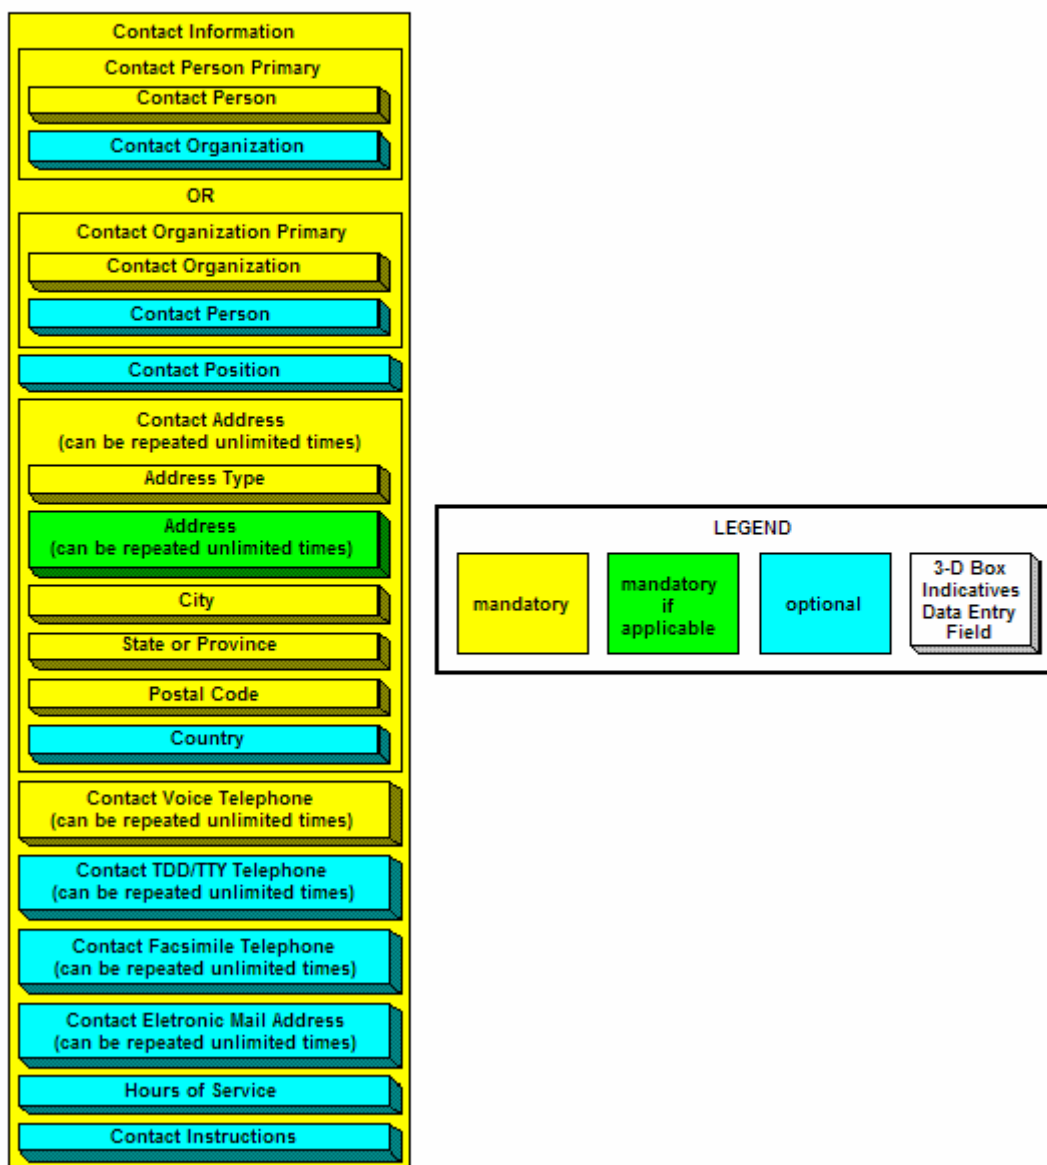 Contact Information
Contact Person Primary
Contact Person
Contact Organization
OR
Contact Organization Primary
Contact Organization
Contact Person
Contact Position
Contact Address
(can be repeated unlimited times)
Address Type
Address
(can be repeated unlimited times)
City
State or Province
Postal Code
Country
Contact Voice Telephone
(can be repeated unlimited times)
Contact TDD/TTY Telephone
(can be repeated unlimited times)
Contact Facsimile Telephone
(can be repeated unlimited times)
Contact Eletronic Mail Address
(can be repeated unlimited times)
Hours of Service
Contact Instructions
LEGEND
mandatory
mandatory
if
applicable
optional
3-D Box
Indicatives
Data Entry
Field